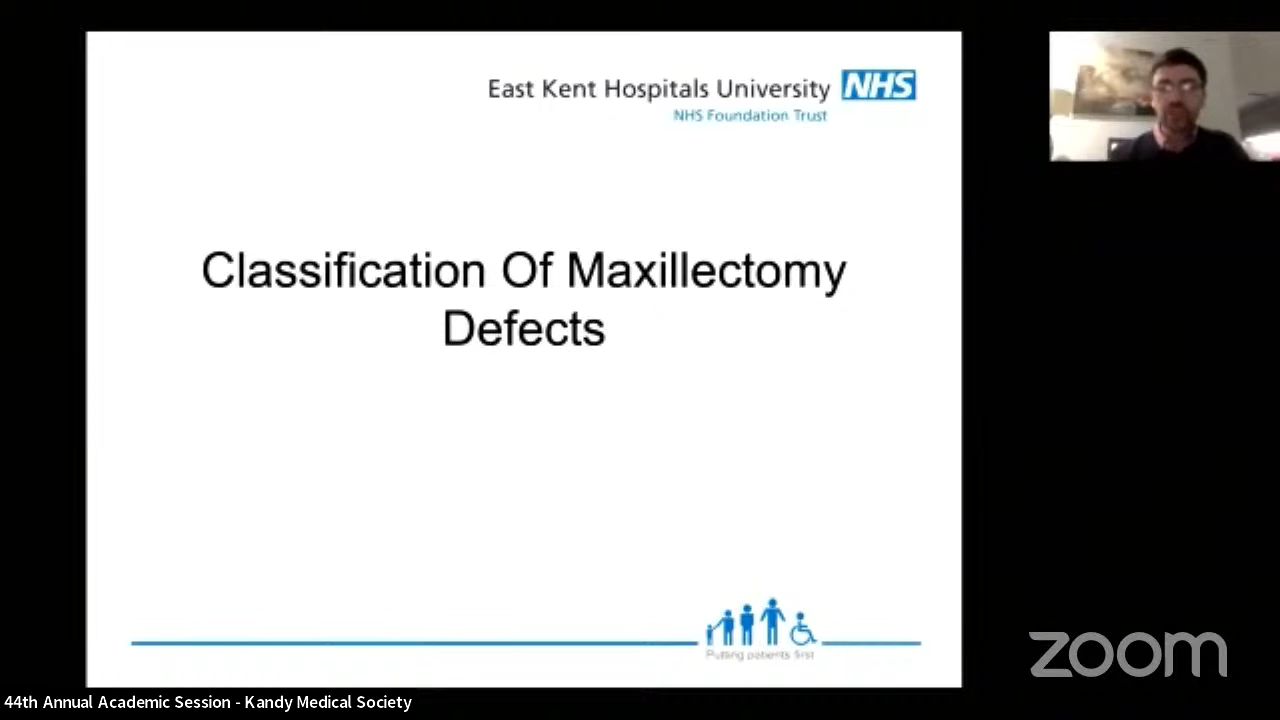 East Kent Hospitals University NHS
NHS Foundation Trust
Classification Of Maxillectomy
Defects
Putting patients first
zoom
44th Annual Academic Session - Kandy Medical Society